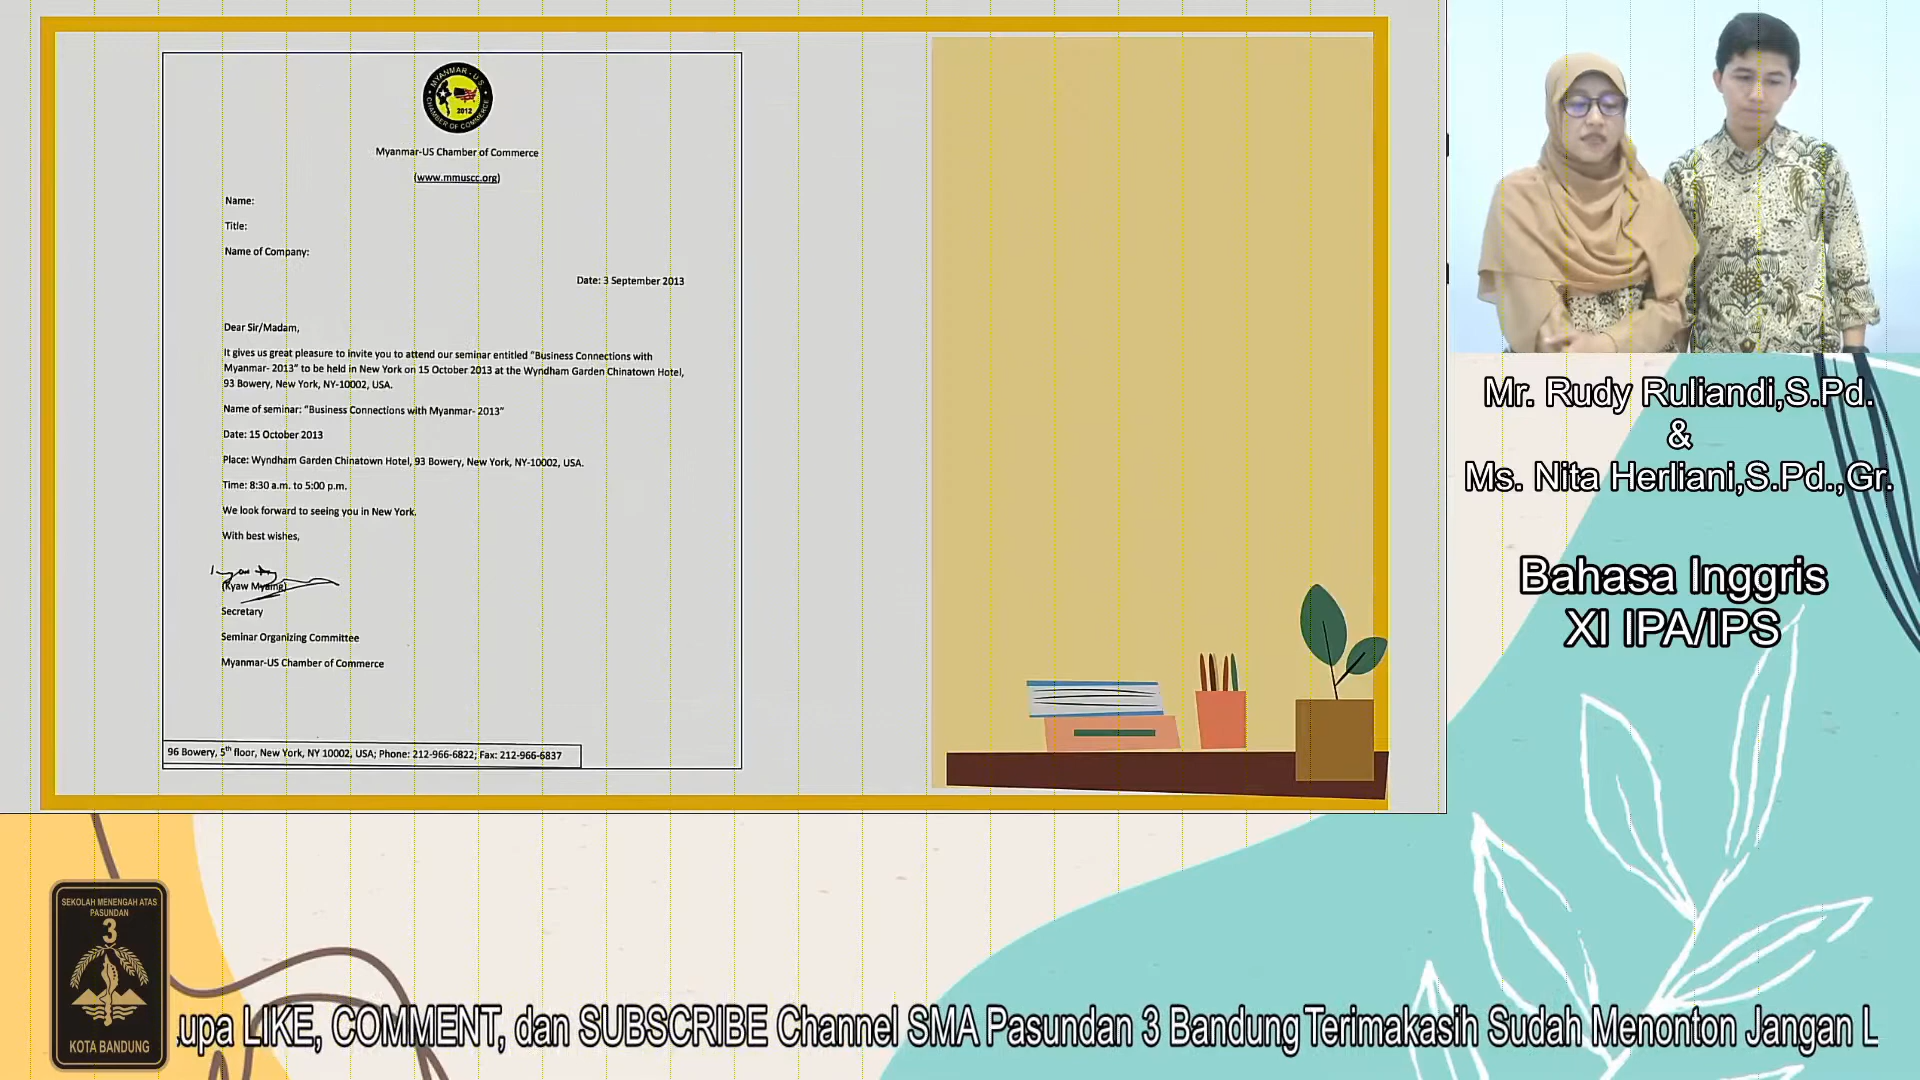 MYANMAR - U.S.
2012
CHAMBER OF COMMERCE
Myanmar-US Chamber of Commerce
(www.mmuscc.org)
Name:
Title:
Name of Company:
Date: 3 September 2013
Dear Sir/Madam,
It gives us great pleasure to invite you to attend our seminar entitled "Business Connections with
Myanmar- 2013" to be held in New York on 15 October 2013 at the Wyndham Garden Chinatown Hotel,
93 Bowery, New York, NY-10002, USA.
Name of seminar: "Business Connections with Myanmar- 2013"
Date: 15 October 2013
Place: Wyndham Garden Chinatown Hotel, 93 Bowery, New York, NY-10002, USA.
Time: 8:30 a.m. to 5:00 p.m.
We look forward to seeing you in New York.
With best wishes,
(Kyaw Myaing)
Secretary
Seminar Organizing Committee
Myanmar-US Chamber of Commerce
96 Bowery, 5th floor, New York, NY 10002, USA; Phone: 212-966-6822; Fax: 212-966-6837
Mr. Rudy Ruliandi,S.Pd.
&
Ms. Nita Herliani,S.Pd.,Gr.
Bahasa Inggris
XI IPA/IPS
SEKOLAH MENENGAH ATAS
PASUNDAN
3
KOTA BANDUNG
upa LIKE, COMMENT, dan SUBSCRIBE Channel SMA Pasundan 3 Bandung Terimakasih Sudah Menonton Jangan L